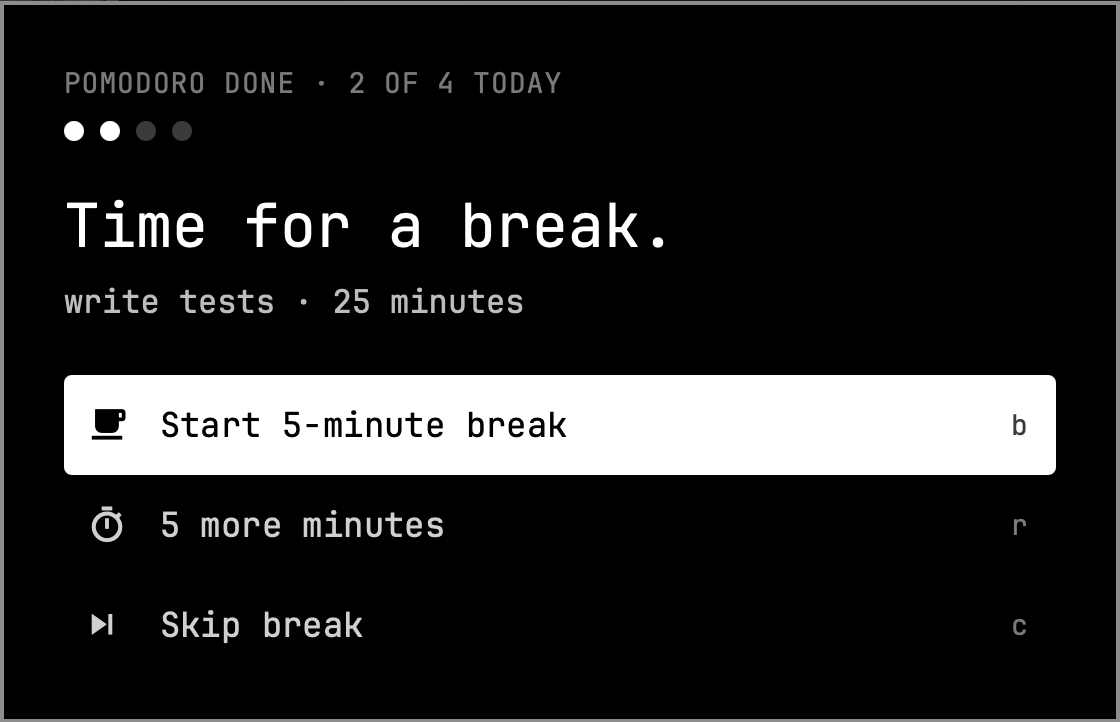 POMODORO DONE · 2 OF 4 TODAY
Time for a break.
write tests · 25 minutes
Start 5-minute break b
5 more minutes r
Skip break c